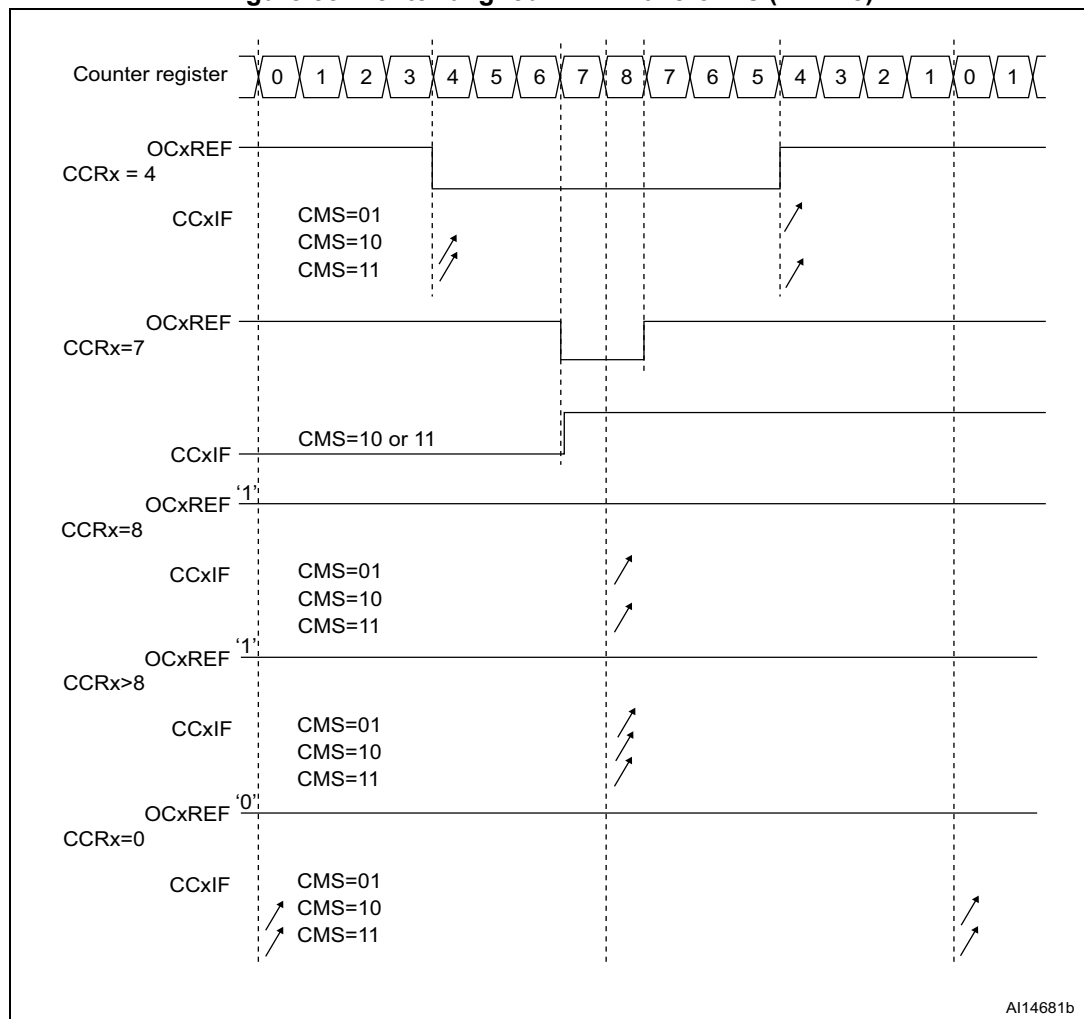 Counter register 0 1 2 3 4 5 6 7 8 7 6 5 4 3 2 1 0 1
OCxREF
CCRx = 4
CCxIF
CMS=01
CMS=10
CMS=11
OCxREF
CCRx=7
CMS=10 or 11
CCxIF
'1'
OCxREF
CCRx=8
CCxIF
CMS=01
CMS=10
CMS=11
'1'
OCxREF
CCRx>8
CCxIF
CMS=01
CMS=10
CMS=11
'0'
OCxREF
CCRx=0
CCxIF
CMS=01
CMS=10
CMS=11
AI14681b